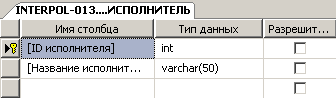 INTERPOL-013....ИСПОЛНИТЕЛЬ
Имя столбца Тип данных Разрешит...
[ID исполнителя] int
[Название исполнит... varchar(50)